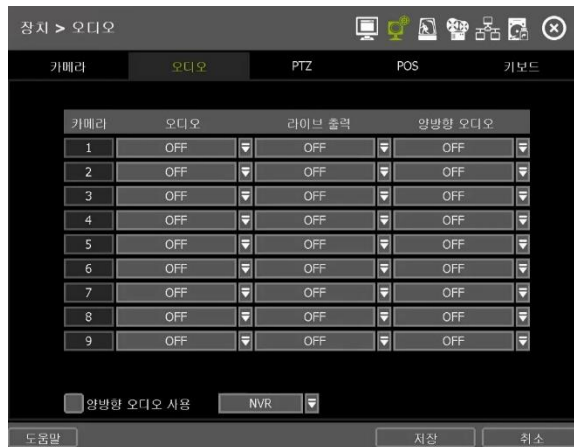 장치 > 오디오
카메라 오디오 PTZ POS 키보드
카메라 오디오 라이브 출력 양방향 오디오
1 OFF OFF OFF
2 OFF OFF OFF
3 OFF OFF OFF
4 OFF OFF OFF
5 OFF OFF OFF
6 OFF OFF OFF
7 OFF OFF OFF
8 OFF OFF OFF
9 OFF OFF OFF
양방향 오디오 사용 NVR
도움말 저장 취소